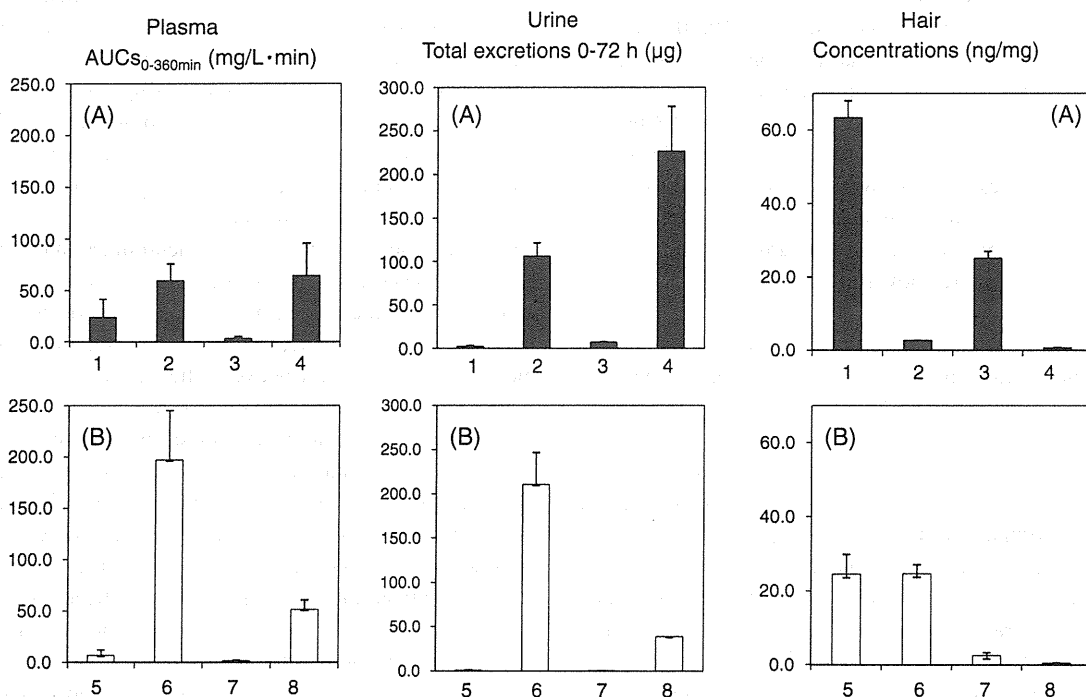 Plasma
AUCs0-360min (mg/L·min)
250.0
200.0
150.0
100.0
50.0
0.0
(A)
1 2 3 4
Urine
Total excretions 0-72 h (μg)
300.0
250.0
200.0
150.0
100.0
50.0
0.0
(A)
1 2 3 4
Hair
Concentrations (ng/mg)
60.0
40.0
20.0
0.0
(A)
1 2 3 4
250.0
200.0
150.0
100.0
50.0
0.0
(B)
5 6 7 8
300.0
250.0
200.0
150.0
100.0
50.0
0.0
(B)
5 6 7 8
60.0
40.0
20.0
0.0
(B)
5 6 7 8